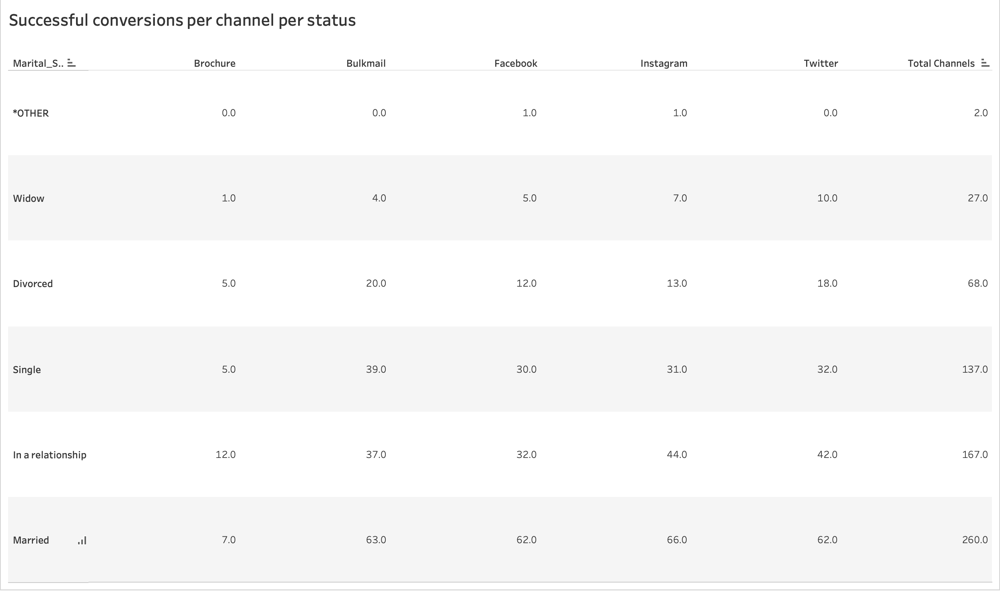 Successful conversions per channel per status
Marital_S.. Brochure Bulkmail Facebook Instagram Twitter Total Channels
*OTHER 0.0 0.0 1.0 1.0 0.0 2.0
Widow 1.0 4.0 5.0 7.0 10.0 27.0
Divorced 5.0 20.0 12.0 13.0 18.0 68.0
Single 5.0 39.0 30.0 31.0 32.0 137.0
In a relationship 12.0 37.0 32.0 44.0 42.0 167.0
Married 7.0 63.0 62.0 66.0 62.0 260.0